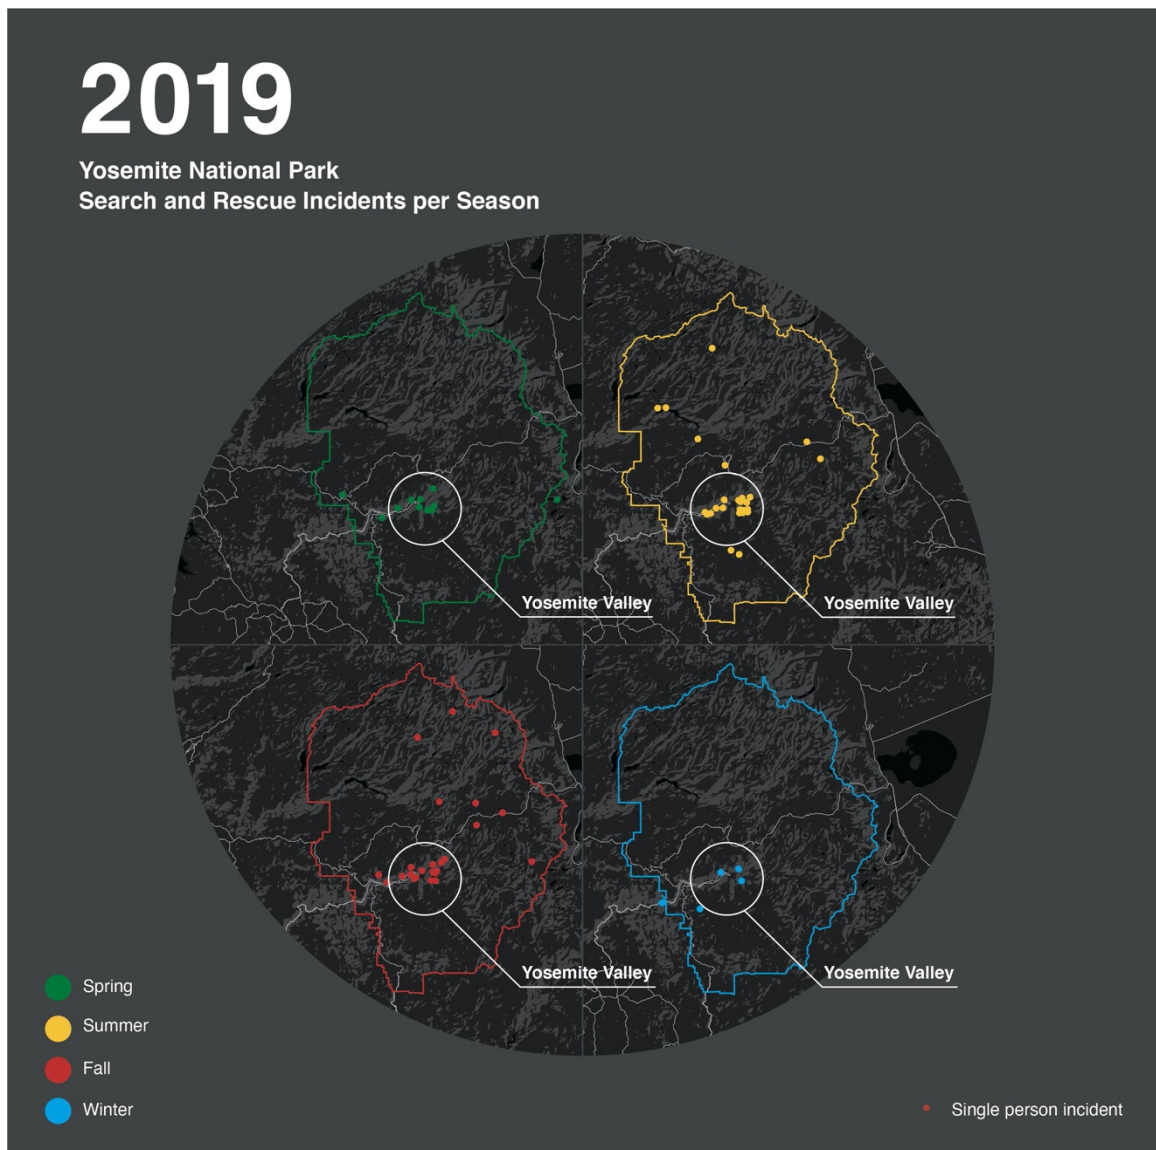 2019
Yosemite National Park
Search and Rescue Incidents per Season
Yosemite Valley
Yosemite Valley
Yosemite Valley
Yosemite Valley
Spring
Summer
Fall
Winter
Single person incident